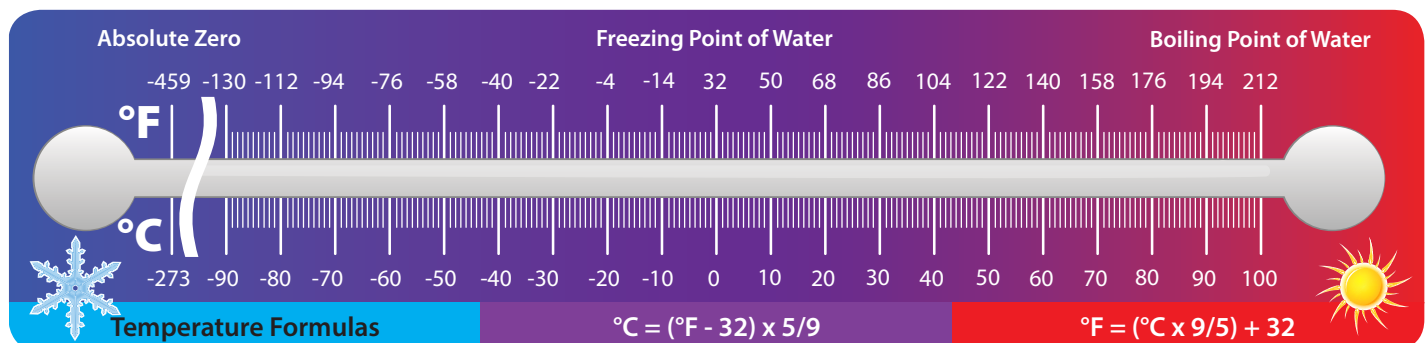 Absolute Zero Freezing Point of Water Boiling Point of Water
-459 -130 -112 -94 -76 -58 -40 -22 -4 -14 32 50 68 86 104 122 140 158 176 194 212
°F
°C
-273 -90 -80 -70 -60 -50 -40 -30 -20 -10 0 10 20 30 40 50 60 70 80 90 100
Temperature Formulas °C = (°F - 32) x 5/9 °F = (°C x 9/5) + 32